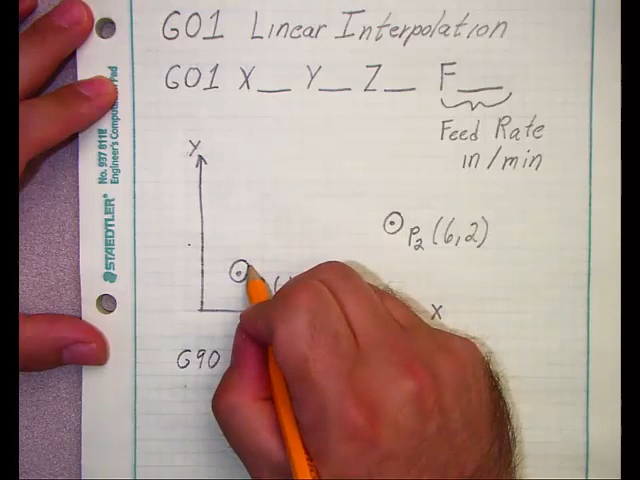 G01 Linear Interpolation
G01 X__ Y__ Z__ F__
Feed Rate
in/min
Y
P2 (6,2)
X
G90
No. 937 811E
Engineer's Computation Pad
STAEDTLER